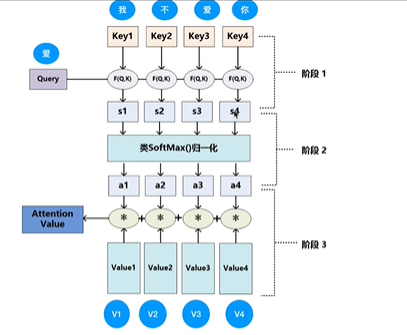 我 不 爱 你
爱
Key1 Key2 Key3 Key4
Query
F(Q,K) F(Q,K) F(Q,K) F(Q,K)
阶段 1
s1 s2 s3 s4
类SoftMax()归一化
阶段 2
a1 a2 a3 a4
Attention
Value
* + * + * + *
阶段 3
Value1 Value2 Value3 Value4
V1 V2 V3 V4